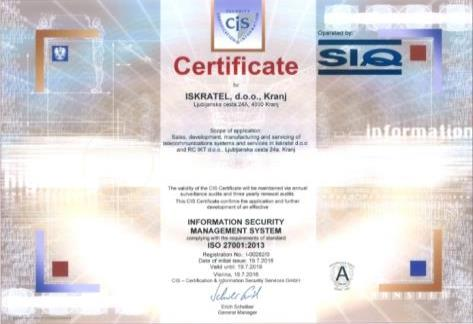 SECURITY
CIS
Operated by:
SIQ
Certificate
for
ISKRATEL, d.o.o., Kranj
Ljubljanska cesta 24A, 4000 Kranj
Scope of application:
Sales, development, manufacturing and servicing of
telecommunications systems and services in Iskratel d.o.o.
and RC IKT d.o.o., Ljubljanska cesta 24a, Kranj
information
The validity of the CIS Certificate will be maintained via annual
surveillance audits and three yearly renewal audits.
This CIS Certificate confirms the application and further
development of an effective
INFORMATION SECURITY
MANAGEMENT SYSTEM
complying with the requirements of standard
ISO 27001:2013
Registration No.:
Date of initial issue: 19.7.2016
Valid until: 19.7.2019
Vienna, 19.7.2016
CIS – Certification & Information Security Services GmbH
Erich Scheiber
General Manager
A